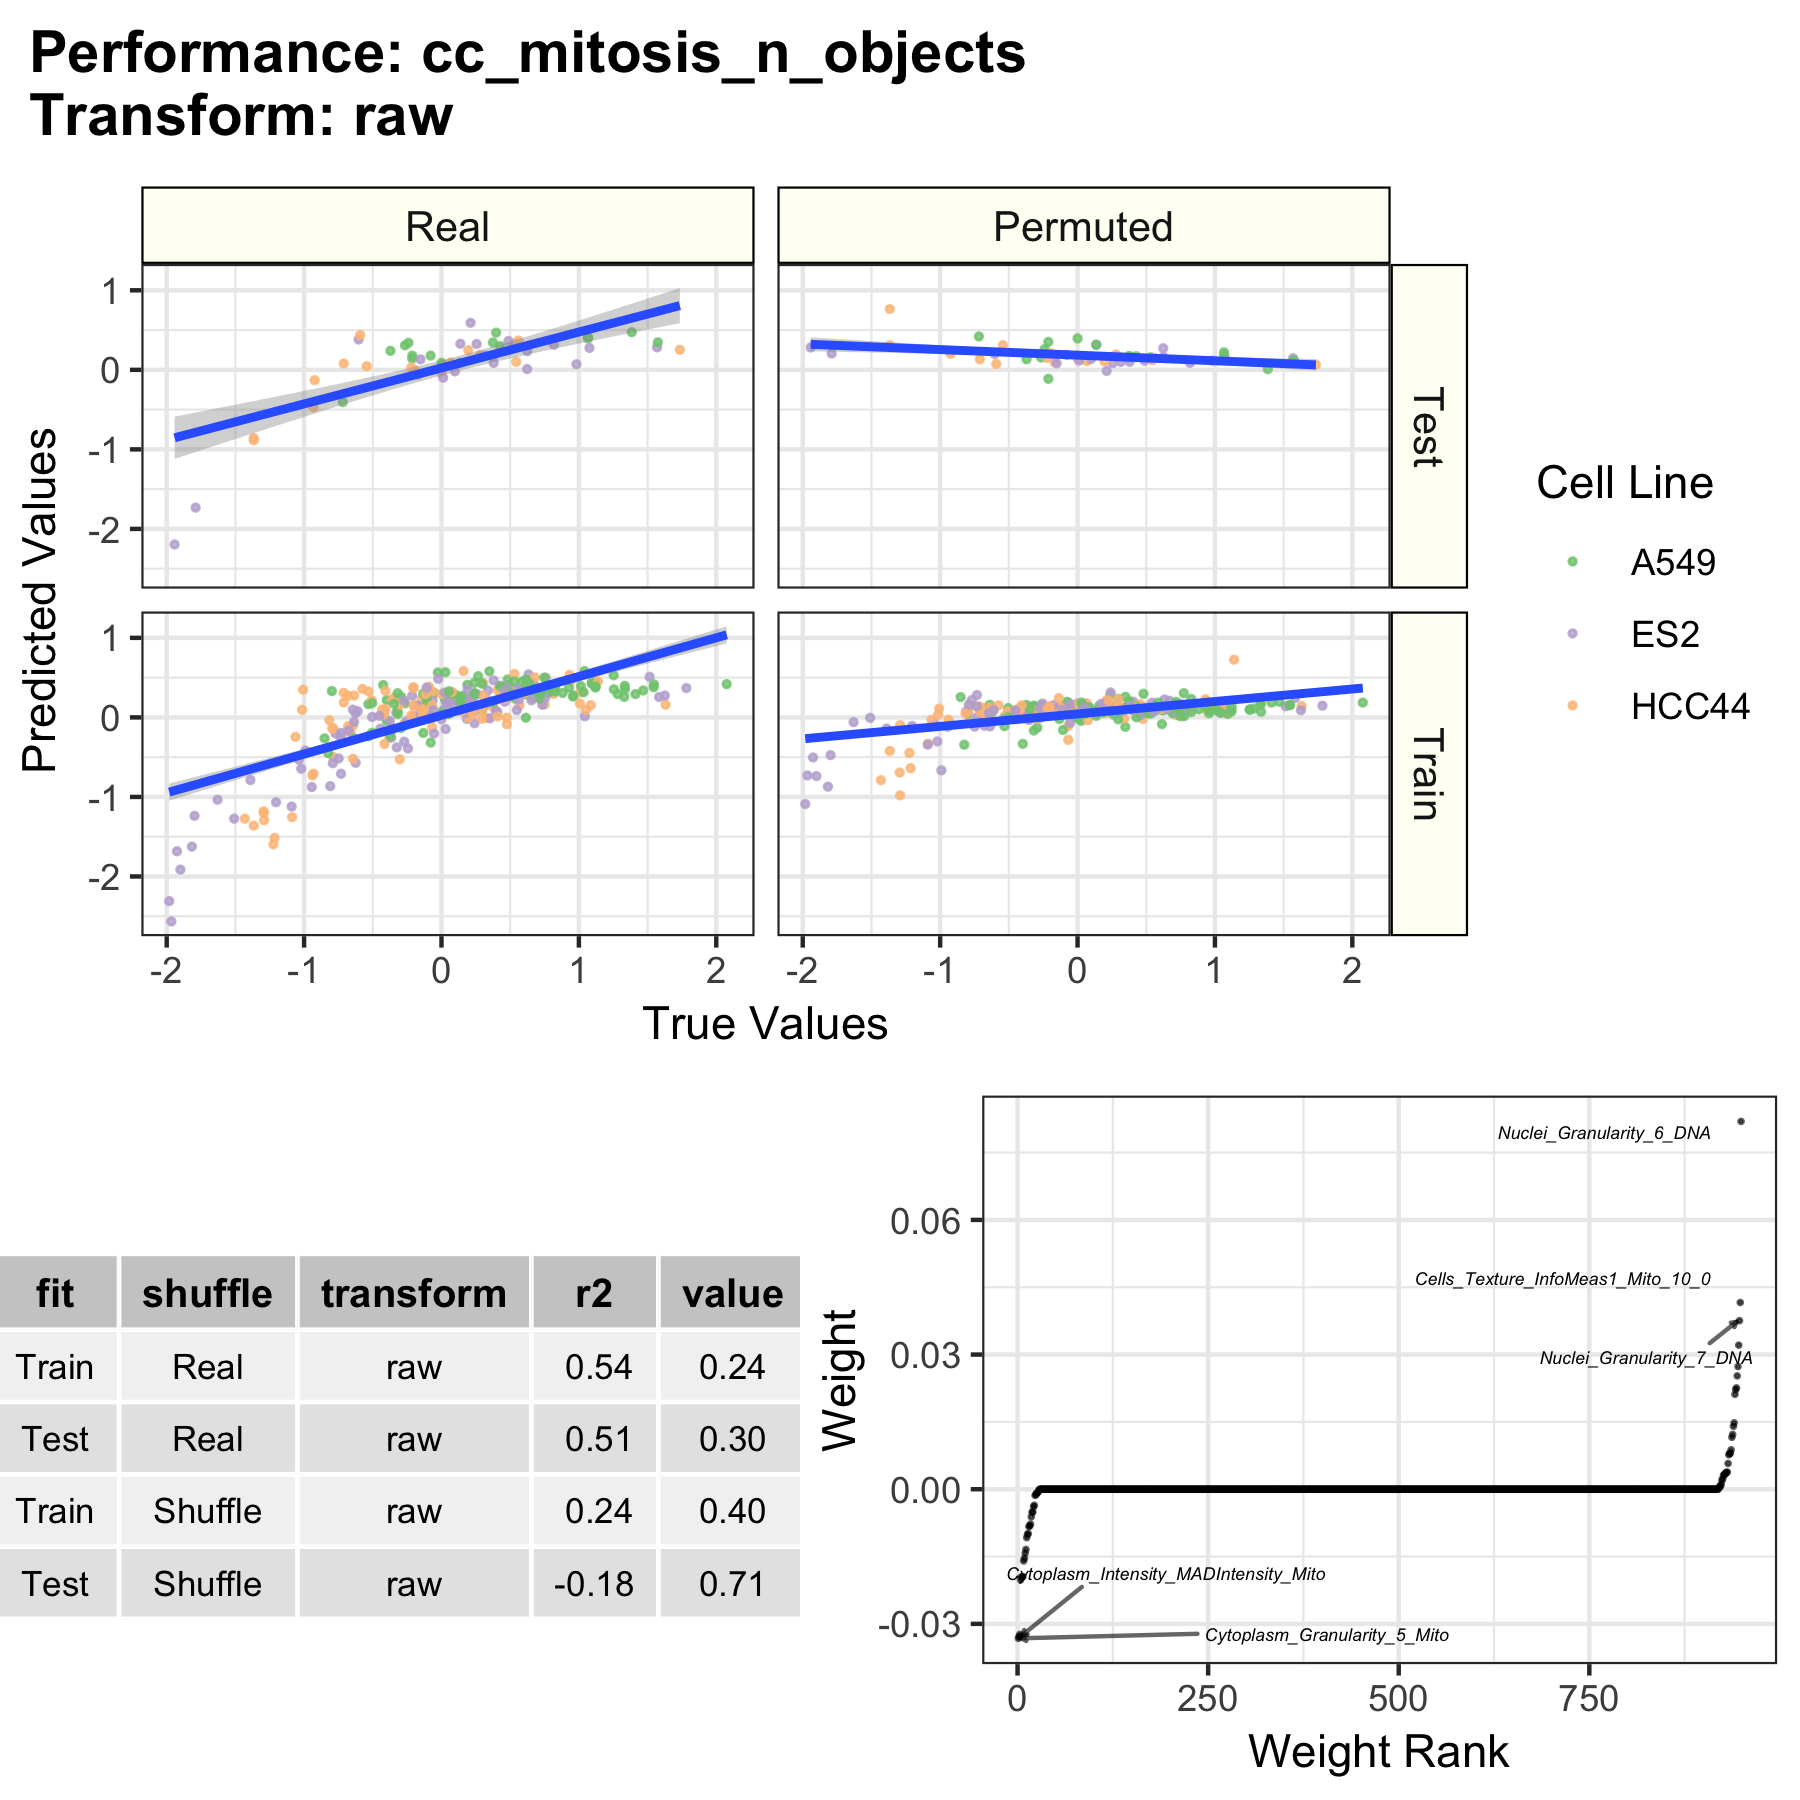 Performance: cc_mitosis_n_objects
Transform: raw
Real
Permuted
1
0
-1
-2
Test
1
0
-1
-2
Train
Predicted Values
-2 -1 0 1 2
-2 -1 0 1 2
True Values
Cell Line
A549
ES2
HCC44
fit shuffle transform r2 value
Train Real raw 0.54 0.24
Test Real raw 0.51 0.30
Train Shuffle raw 0.24 0.40
Test Shuffle raw -0.18 0.71
Weight
0.06
0.03
0.00
-0.03
Nuclei_Granularity_6_DNA
Cells_Texture_InfoMeas1_Mito_10_0
Nuclei_Granularity_7_DNA
Cytoplasm_Intensity_MADIntensity_Mito
Cytoplasm_Granularity_5_Mito
0 250 500 750
Weight Rank